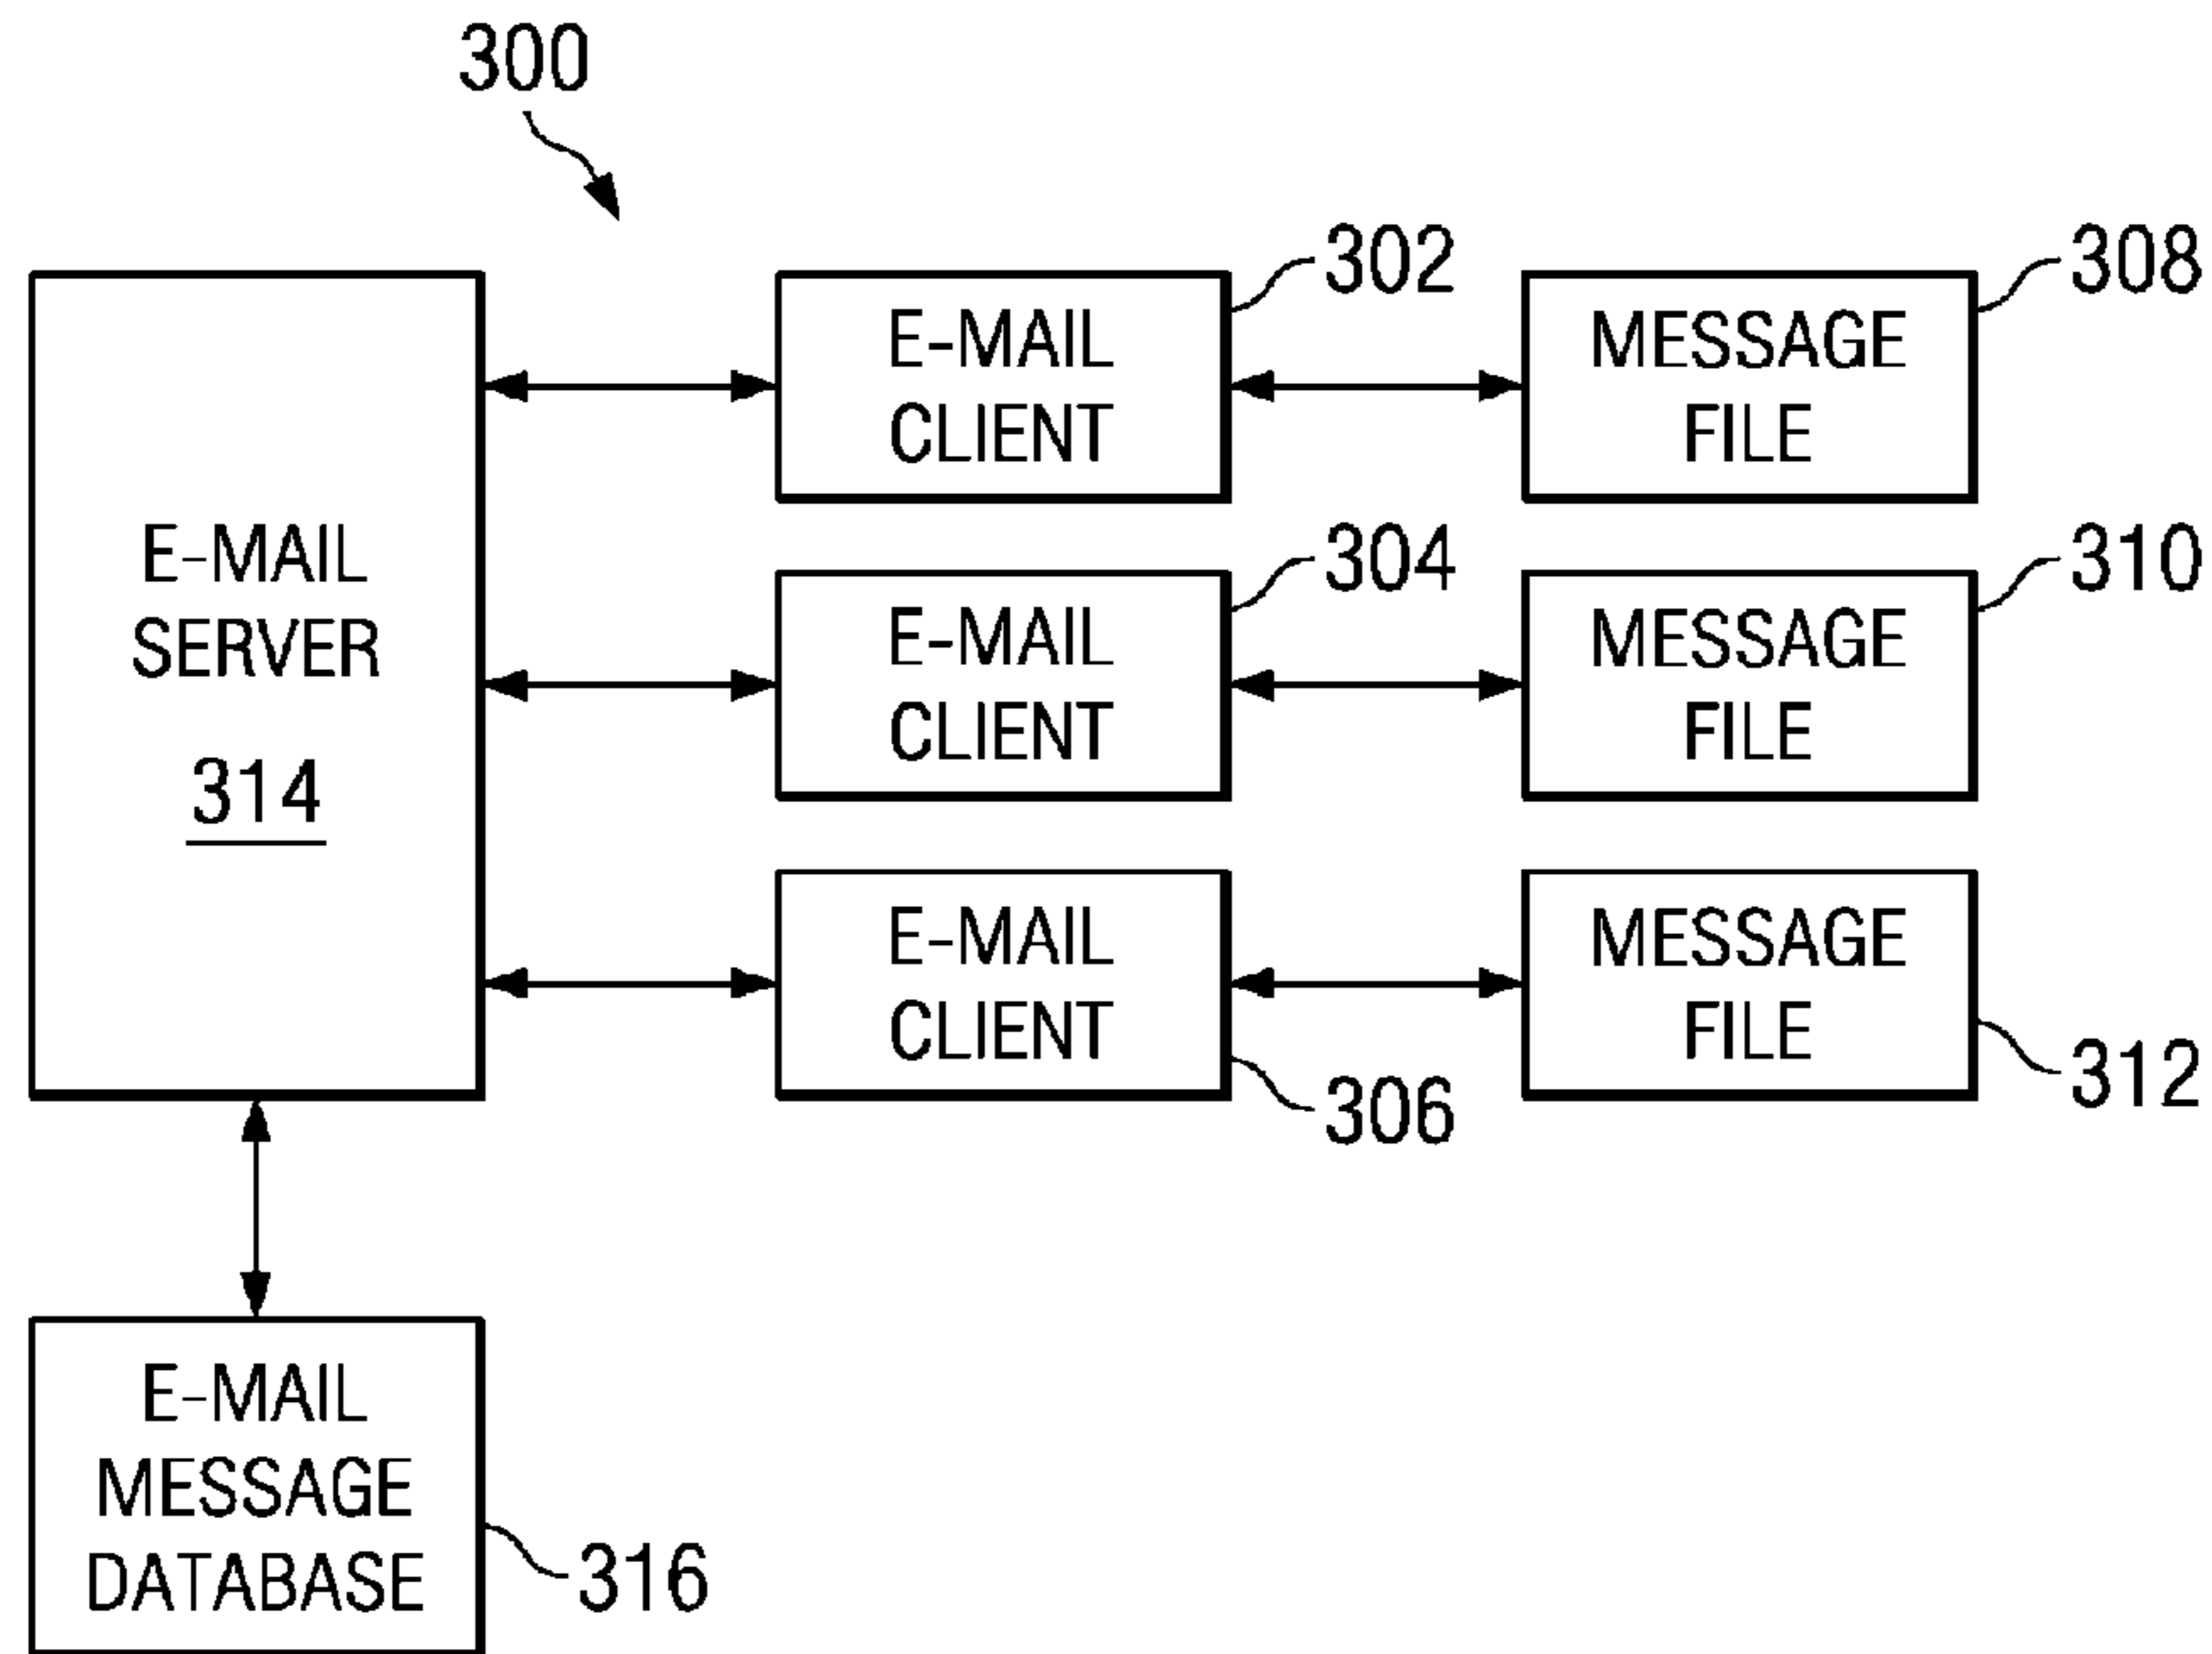 300
302
308
E-MAIL
CLIENT
MESSAGE
FILE
304
310
E-MAIL
SERVER
314
E-MAIL
CLIENT
MESSAGE
FILE
E-MAIL
CLIENT
306
MESSAGE
FILE
312
E-MAIL
MESSAGE
DATABASE
316